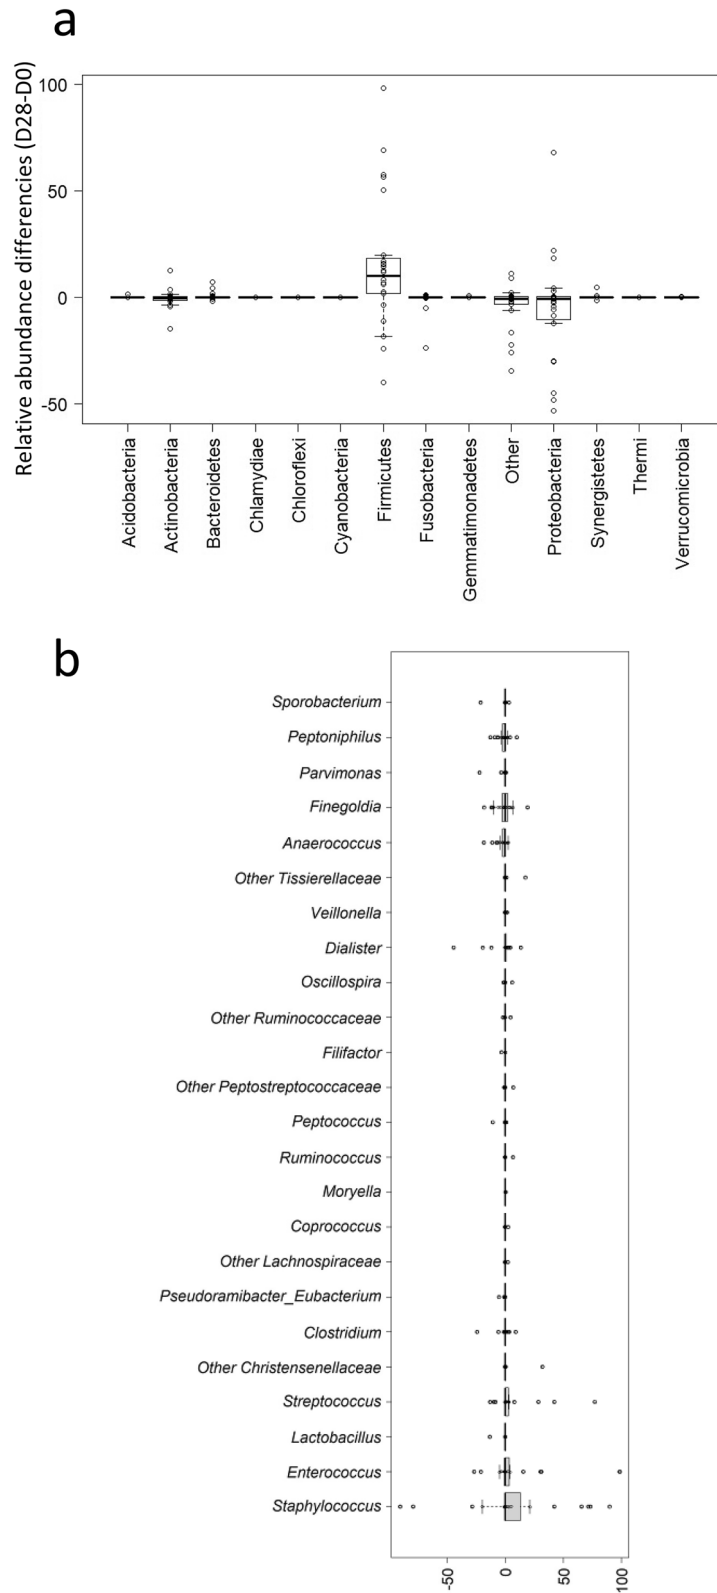 a
Relative abundance differencies (D28-D0)
100
50
0
-50
Acidobacteria
Actinobacteria
Bacteroidetes
Chlamydiae
Chloroflexi
Cyanobacteria
Firmicutes
Fusobacteria
Gemmatimonadetes
Other
Proteobacteria
Synergistetes
Thermi
Verrucomicrobia
b
Sporobacterium
Peptoniphilus
Parvimonas
Finegoldia
Anaerococcus
Other Tissierellaceae
Veillonella
Dialister
Oscillospira
Other Ruminococcaceae
Filifactor
Other Peptostreptococcaceae
Peptococcus
Ruminococcus
Moryella
Coprococcus
Other Lachnospiraceae
Pseudoramibacter_Eubacterium
Clostridium
Other Christensenellaceae
Streptococcus
Lactobacillus
Enterococcus
Staphylococcus
-50
0
50
100